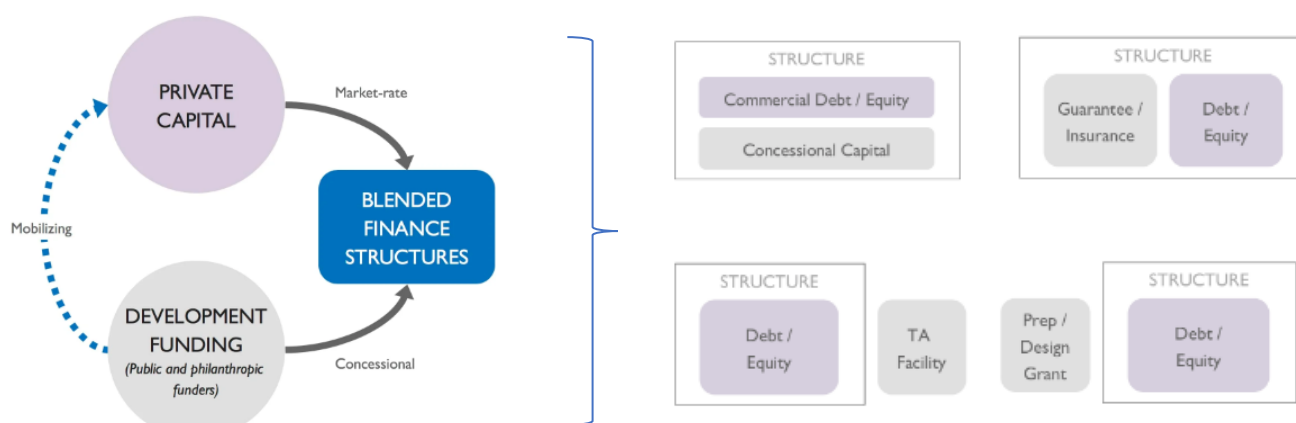 PRIVATE
CAPITAL
Market-rate
BLENDED
FINANCE
STRUCTURES
Mobilizing
DEVELOPMENT
FUNDING
(Public and philanthropic
funders)
Concessional
STRUCTURE
Commercial Debt / Equity
Concessional Capital
STRUCTURE
Guarantee /
Insurance
Debt /
Equity
STRUCTURE
Debt /
Equity
TA
Facility
Prep /
Design
Grant
STRUCTURE
Debt /
Equity